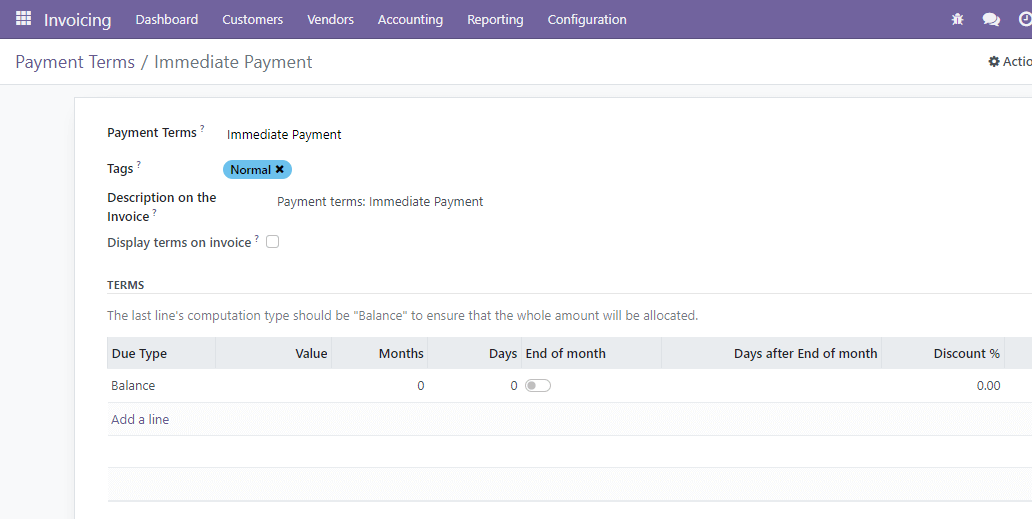 Invoicing Dashboard Customers Vendors Accounting Reporting Configuration
Payment Terms / Immediate Payment Actio
Payment Terms ? Immediate Payment
Tags ? Normal ✖
Description on the
Invoice ? Payment terms: Immediate Payment
Display terms on invoice ?
TERMS
The last line's computation type should be "Balance" to ensure that the whole amount will be allocated.
Due Type Value Months Days End of month Days after End of month Discount %
Balance 0 0 0.00
Add a line